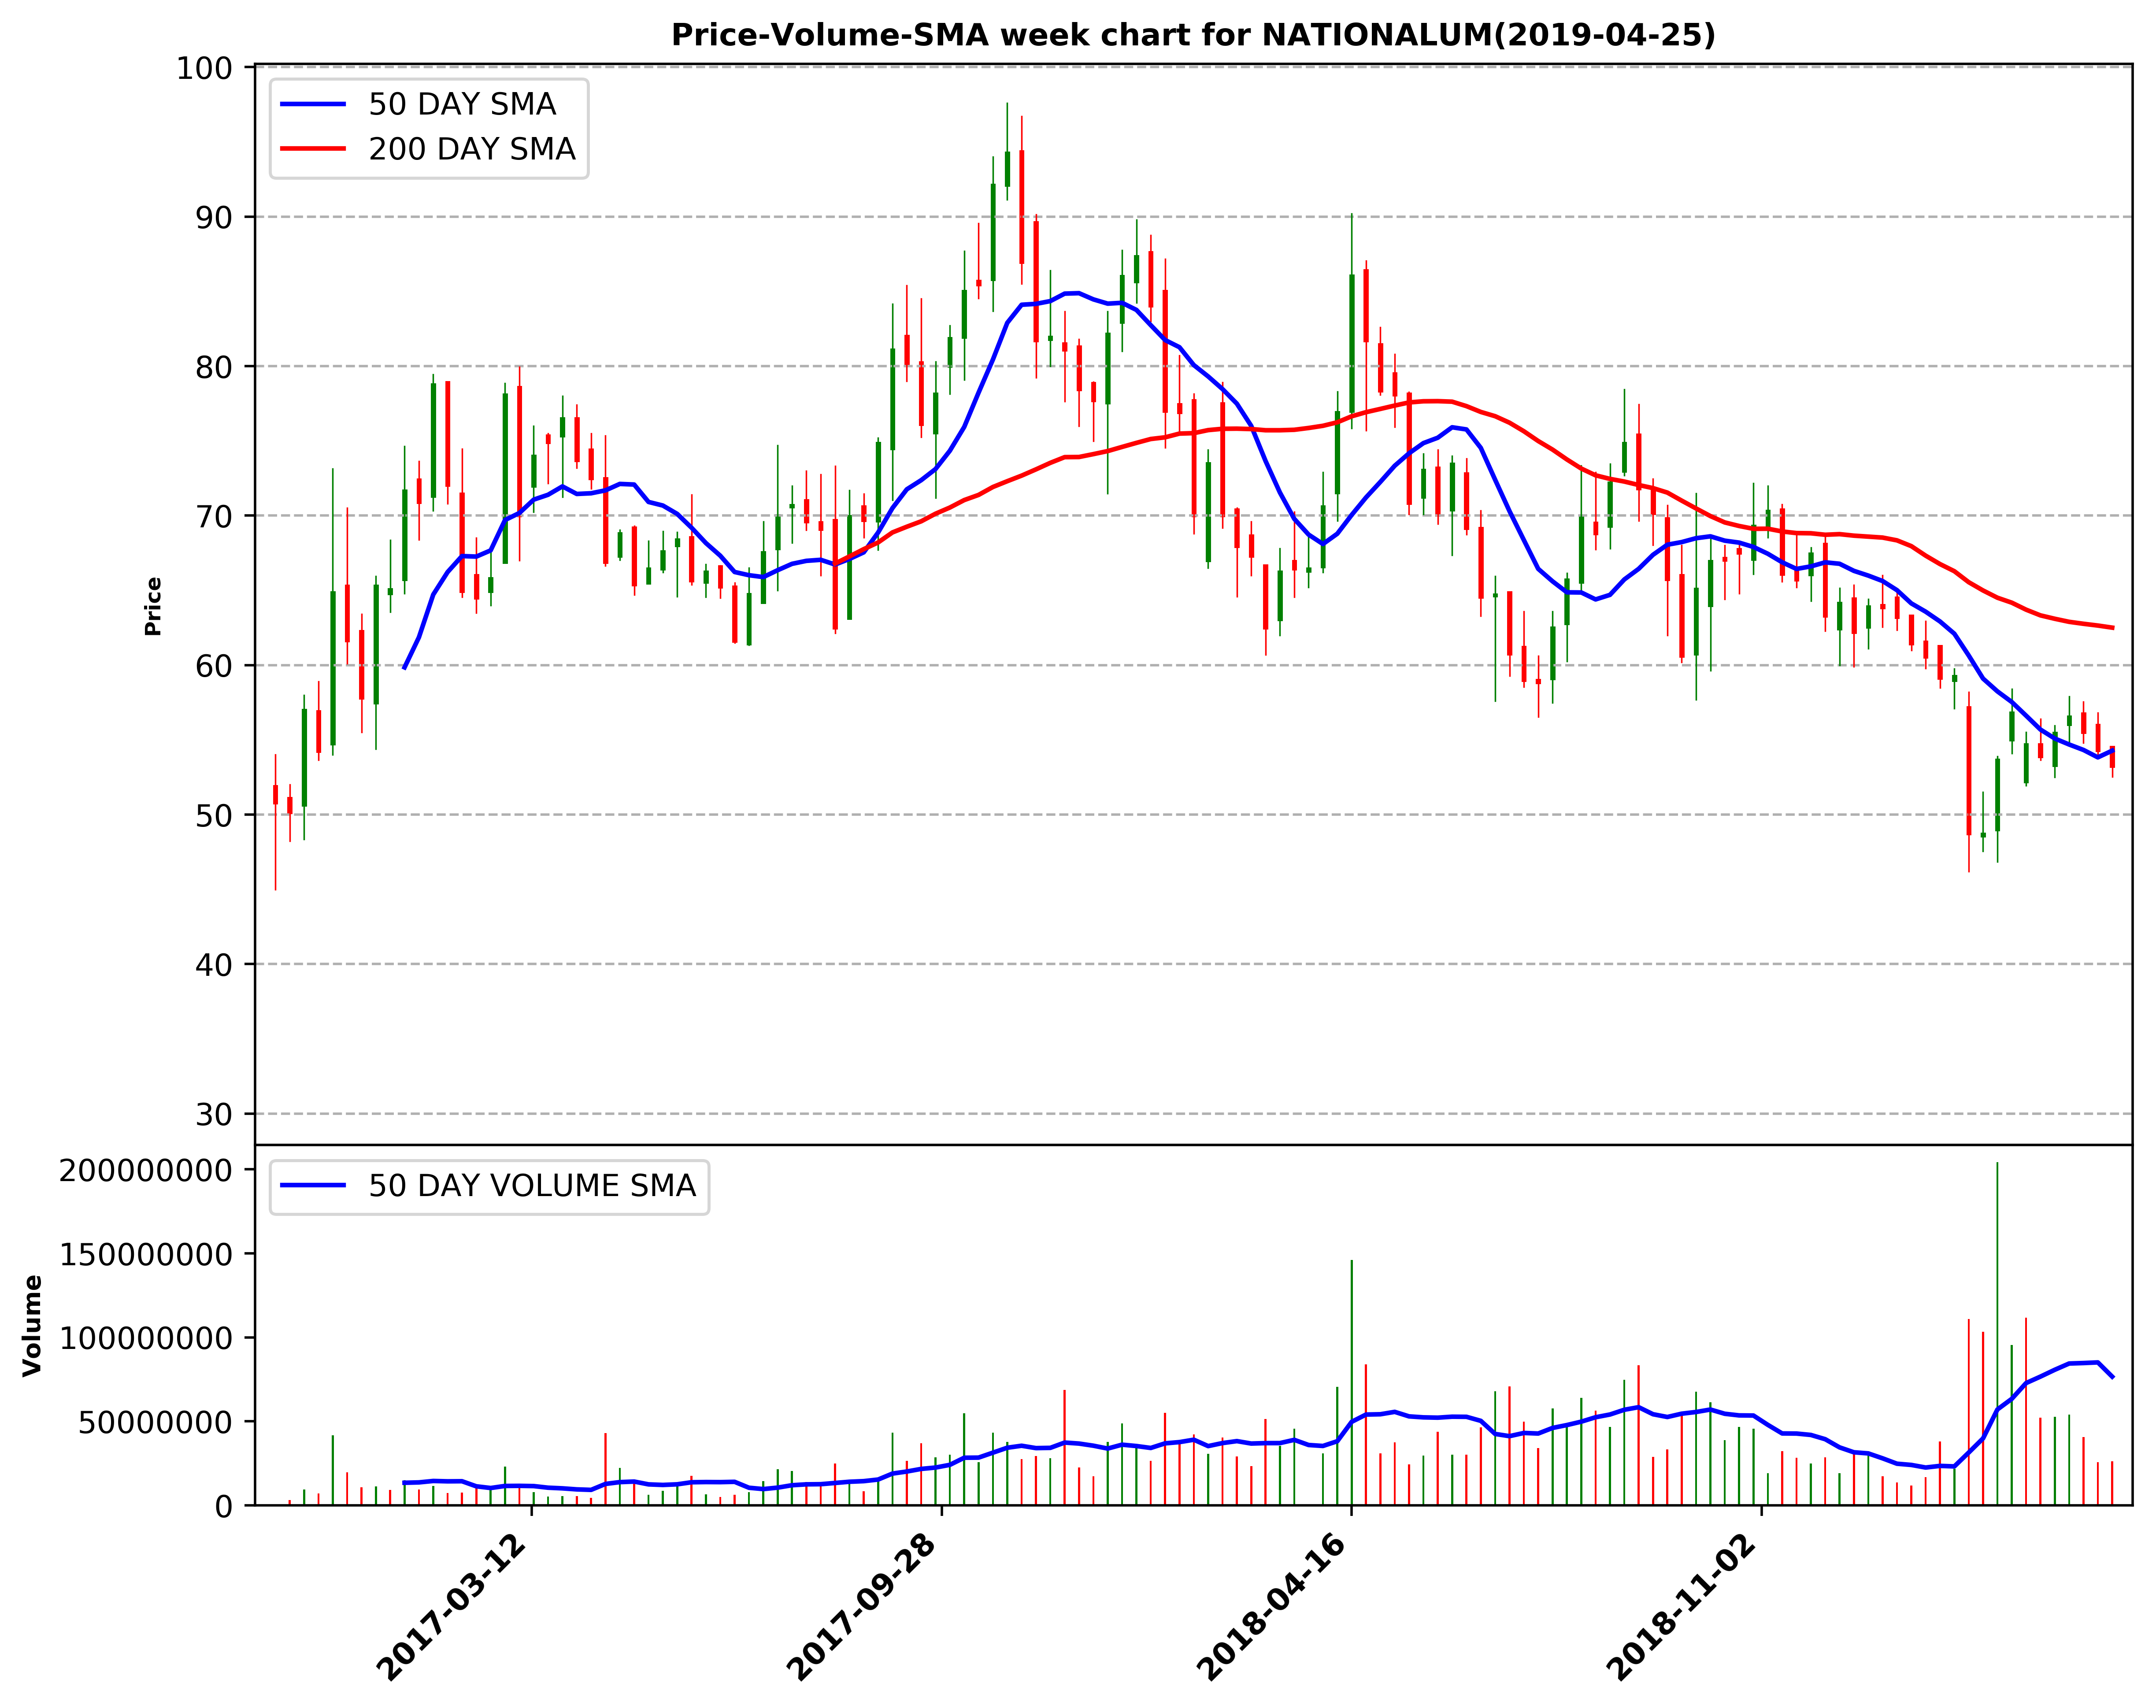 Price-Volume-SMA week chart for NATIONALUM(2019-04-25)
50 DAY SMA
200 DAY SMA
100
90
80
70
60
50
40
30
Price
50 DAY VOLUME SMA
200000000
150000000
100000000
50000000
0
Volume
2017-03-12
2017-09-28
2018-04-16
2018-11-02